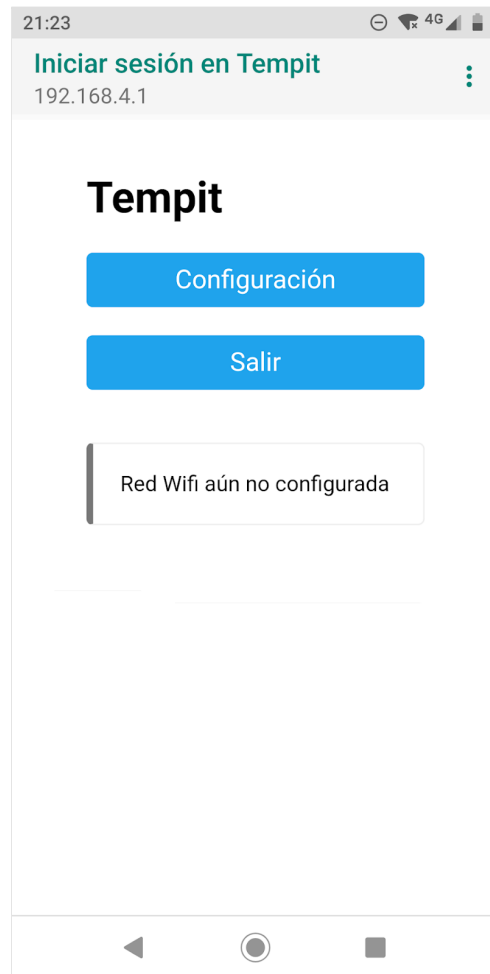 21:23
4G
Iniciar sesión en Tempit
192.168.4.1
Tempit
Configuración
Salir
Red Wifi aún no configurada